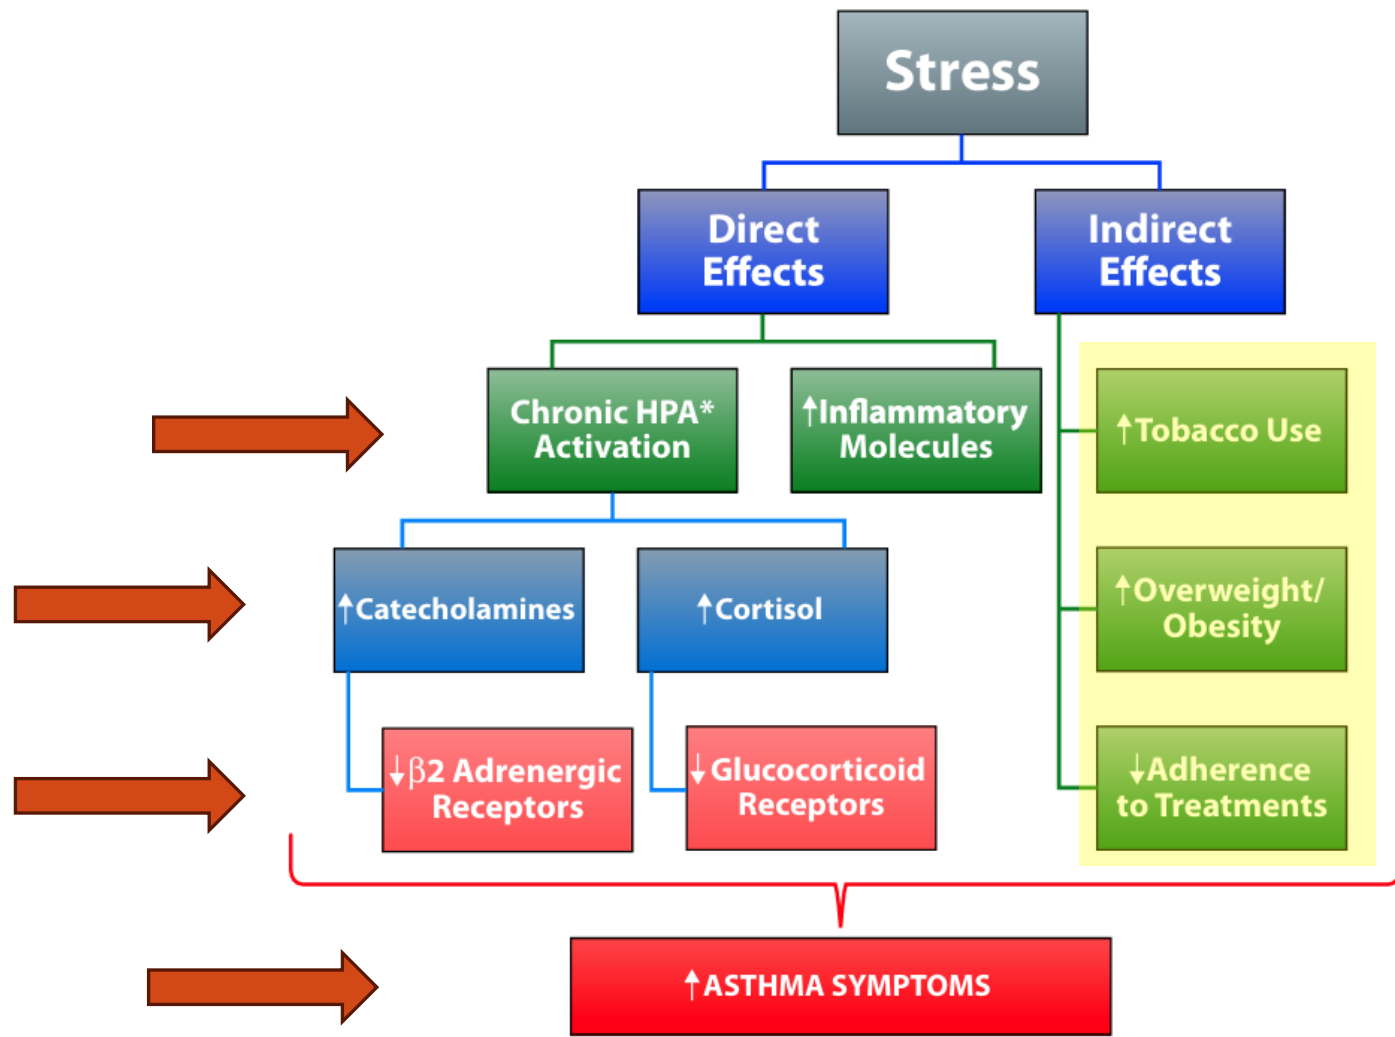 Stress
Direct
Effects
Indirect
Effects
Chronic HPA*
Activation
↑Inflammatory
Molecules
↑Tobacco Use
↑Catecholamines
↑Cortisol
↑Overweight/
Obesity
↓β2 Adrenergic
Receptors
↓Glucocorticoid
Receptors
↓Adherence
to Treatments
↑ASTHMA SYMPTOMS